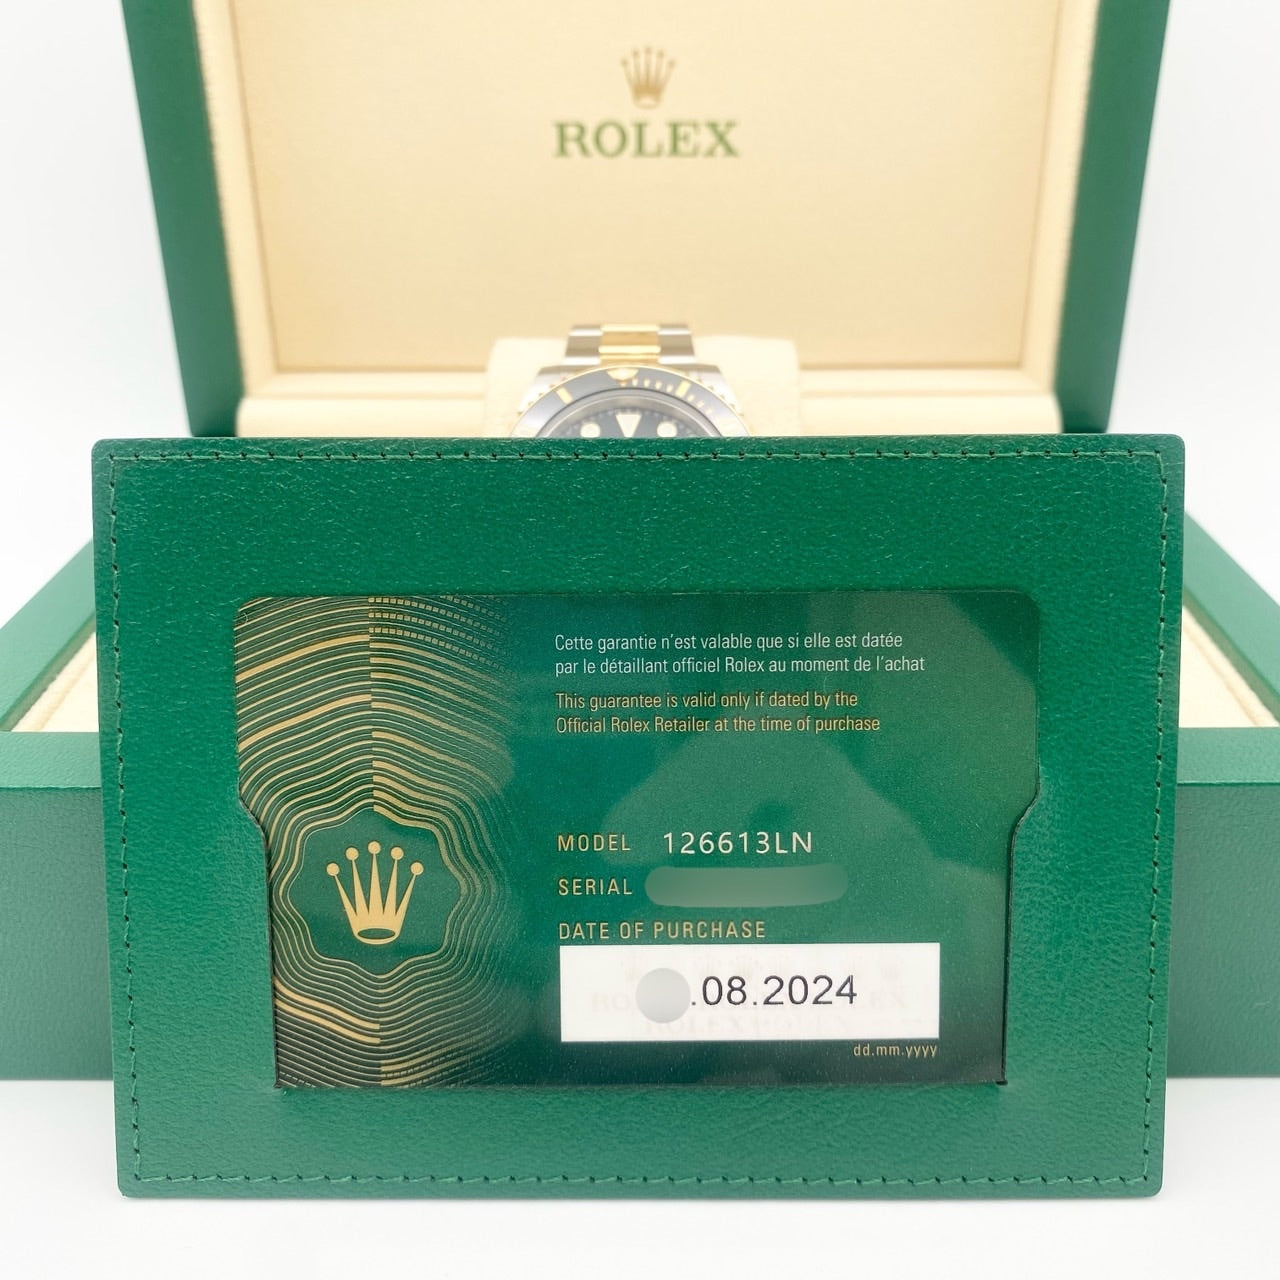 ROLEX
Cette garantie n'est valable que si elle est datée
par le détaillant officiel Rolex au moment de l'achat
This guarantee is valid only if dated by the
Official Rolex Retailer at the time of purchase
MODEL 126613LN
SERIAL
DATE OF PURCHASE
.08.2024
dd.mm.yyyy